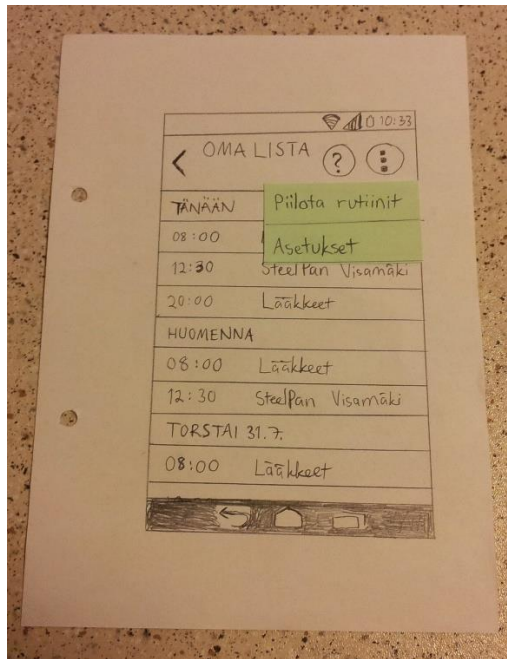 10:33
OMA LISTA ?
TÄNÄÄN Piilota rutiinit
08:00 Asetukset
12:30 SteelPan Visamäki
20:00 Lääkkeet
HUOMENNA
08:00 Lääkkeet
12:30 SteelPan Visamäki
TORSTAI 31.7.
08:00 Lääkkeet